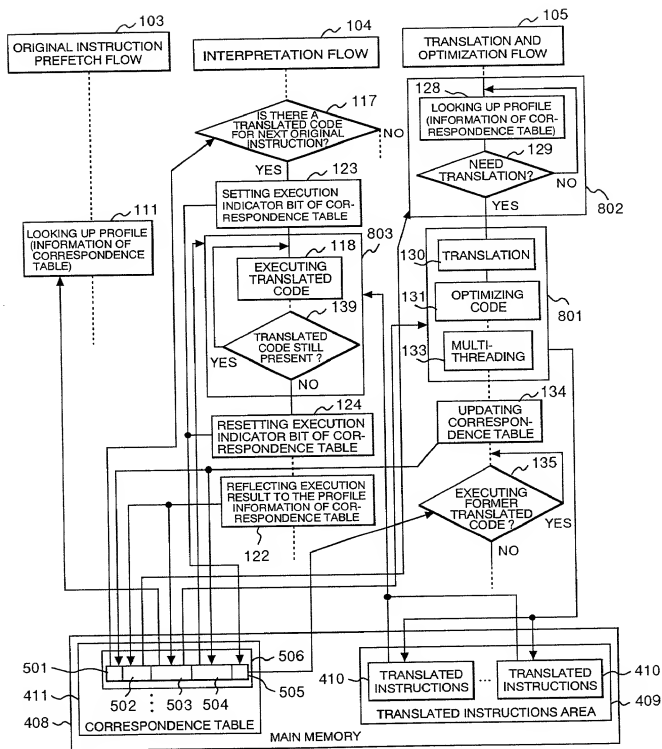 103
ORIGINAL INSTRUCTION
PREFETCH FLOW
104
INTERPRETATION FLOW
105
TRANSLATION AND
OPTIMIZATION FLOW
117
IS THERE A
TRANSLATED CODE
FOR NEXT ORIGINAL
INSTRUCTION?
NO
YES
123
SETTING EXECUTION
INDICATOR BIT OF COR-
RESPONDENCE TABLE
128
LOOKING UP PROFILE
(INFORMATION OF COR-
RESPONDENCE TABLE)
129
NEED
TRANSLATION?
NO
YES
802
111
LOOKING UP PROFILE
(INFORMATION OF
CORRESPONDENCE
TABLE)
803
118
EXECUTING
TRANSLATED
CODE
139
TRANSLATED
CODE STILL
PRESENT ?
YES
NO
130
TRANSLATION
131
OPTIMIZING
CODE
801
133
MULTI-
THREADING
124
RESETTING EXECUTION
INDICATOR BIT OF COR-
RESPONDENCE TABLE
134
UPDATING
CORRESPON-
DENCE TABLE
REFLECTING EXECUTION
RESULT TO THE PROFILE
INFORMATION OF COR-
RESPONDENCE TABLE
122
135
EXECUTING
FORMER
TRANSLATED
CODE ?
YES
NO
501
506
502
503
504
505
411
408
CORRESPONDENCE TABLE
410
TRANSLATED
INSTRUCTIONS
...
TRANSLATED
INSTRUCTIONS
410
TRANSLATED INSTRUCTIONS AREA
409
MAIN MEMORY